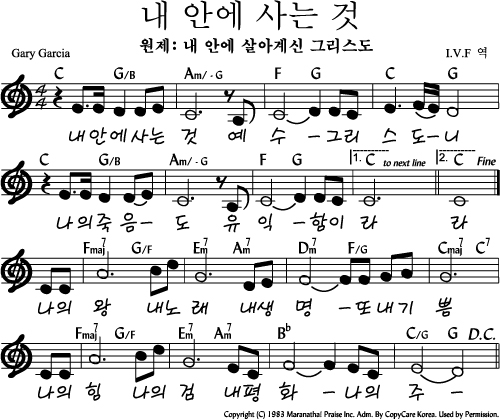 내 안에 사는 것
원제: 내 안에 살아계신 그리스도
Gary Garcia I.V.F 역
C G/B Am/-G F G C G
내 안에 사는 것 예 수 -그리 스 도-니
C G/B Am/-G F G 1. C to next line 2. C Fine
나의 죽 음- 도 유 익 -함이 라 라
Fmaj7 G/F Em7 Am7 Dm7 F/G Cmaj7 C7
나의 왕 내노 래 내생 명 -또내 기 쁨
Fmaj7 G/F Em7 Am7 Bb C/G G D.C.
나의 힘 나의 검 내평 화 -나의 주-
Copyright (C) 1983 Maranatha! Praise Inc. Adm. By CopyCare Korea. Used by Permission.